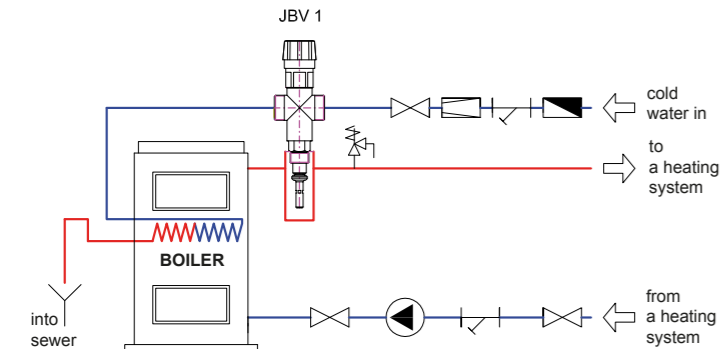 JBV 1
cold
water in
to
a heating
system
BOILER
into
sewer
from
a heating
system